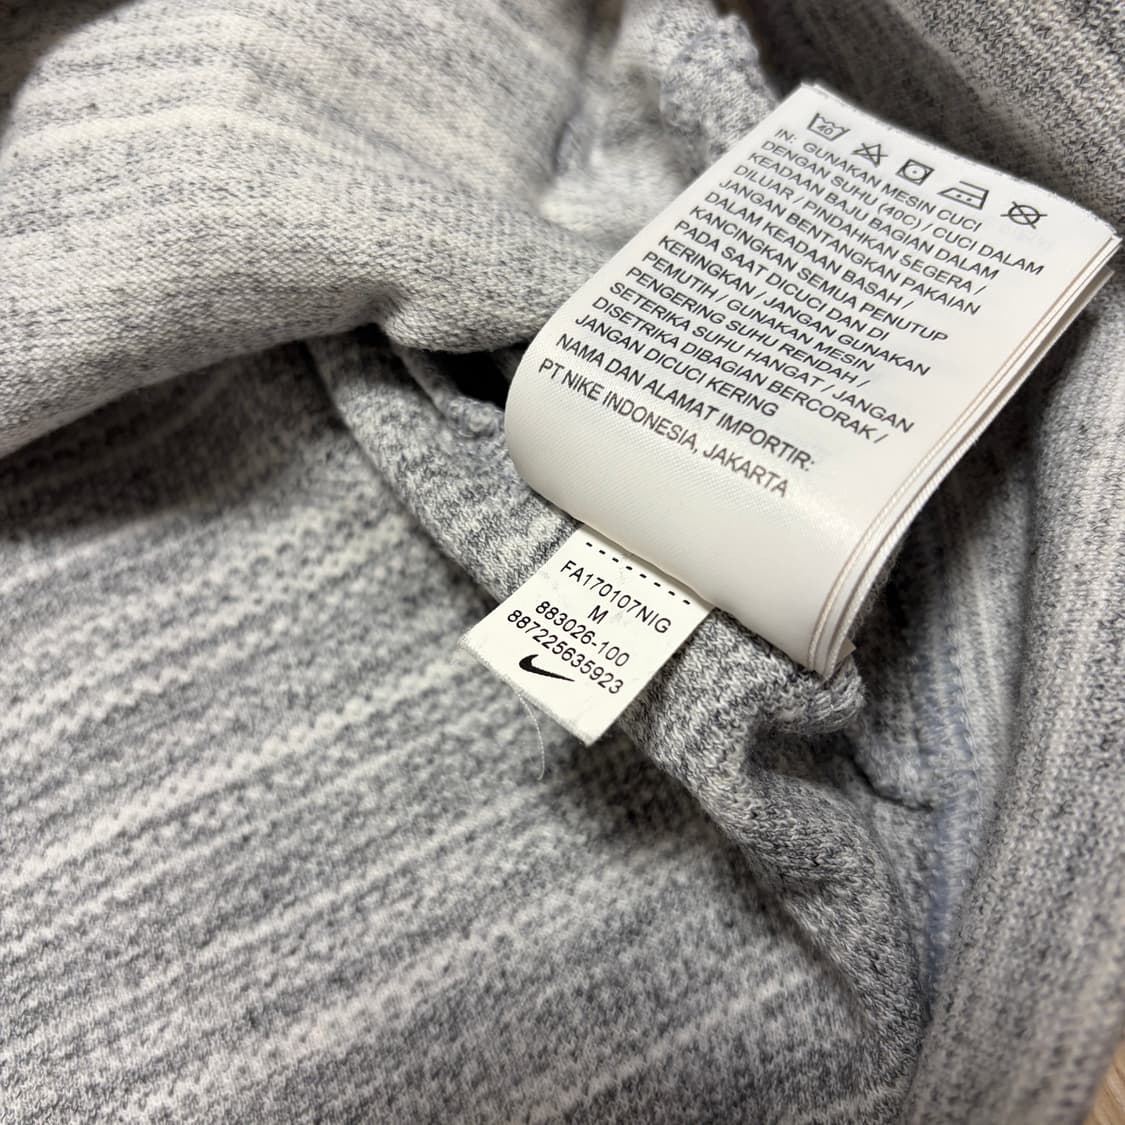 40
IN: GUNAKAN MESIN CUCI
DENGAN SUHU (40C) / CUCI DALAM
KEADAAN BAJU BAGIAN DALAM
DILUAR / PINDAHKAN SEGERA /
JANGAN BENTANGKAN PAKAIAN
DALAM KEADAAN BASAH /
KANCINGKAN SEMUA PENUTUP
PADA SAAT DICUCI DAN DI
KERINGKAN / JANGAN GUNAKAN
PEMUTIH / GUNAKAN MESIN
PENGERING SUHU RENDAH /
SETERIKA SUHU HANGAT / JANGAN
DISETRIKA DIBAGIAN BERCORAK /
JANGAN DICUCI KERING
NAMA DAN ALAMAT IMPORTIR:
PT NIKE INDONESIA, JAKARTA
FA170107NIG
M
883026-100
887225635923